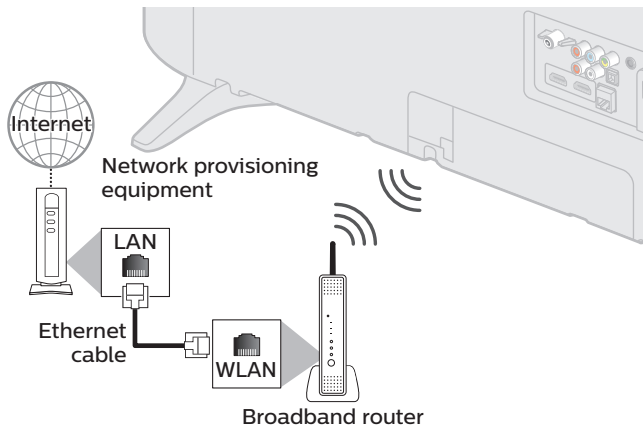 Internet
Network provisioning
equipment
LAN
Ethernet
cable
WLAN
Broadband router